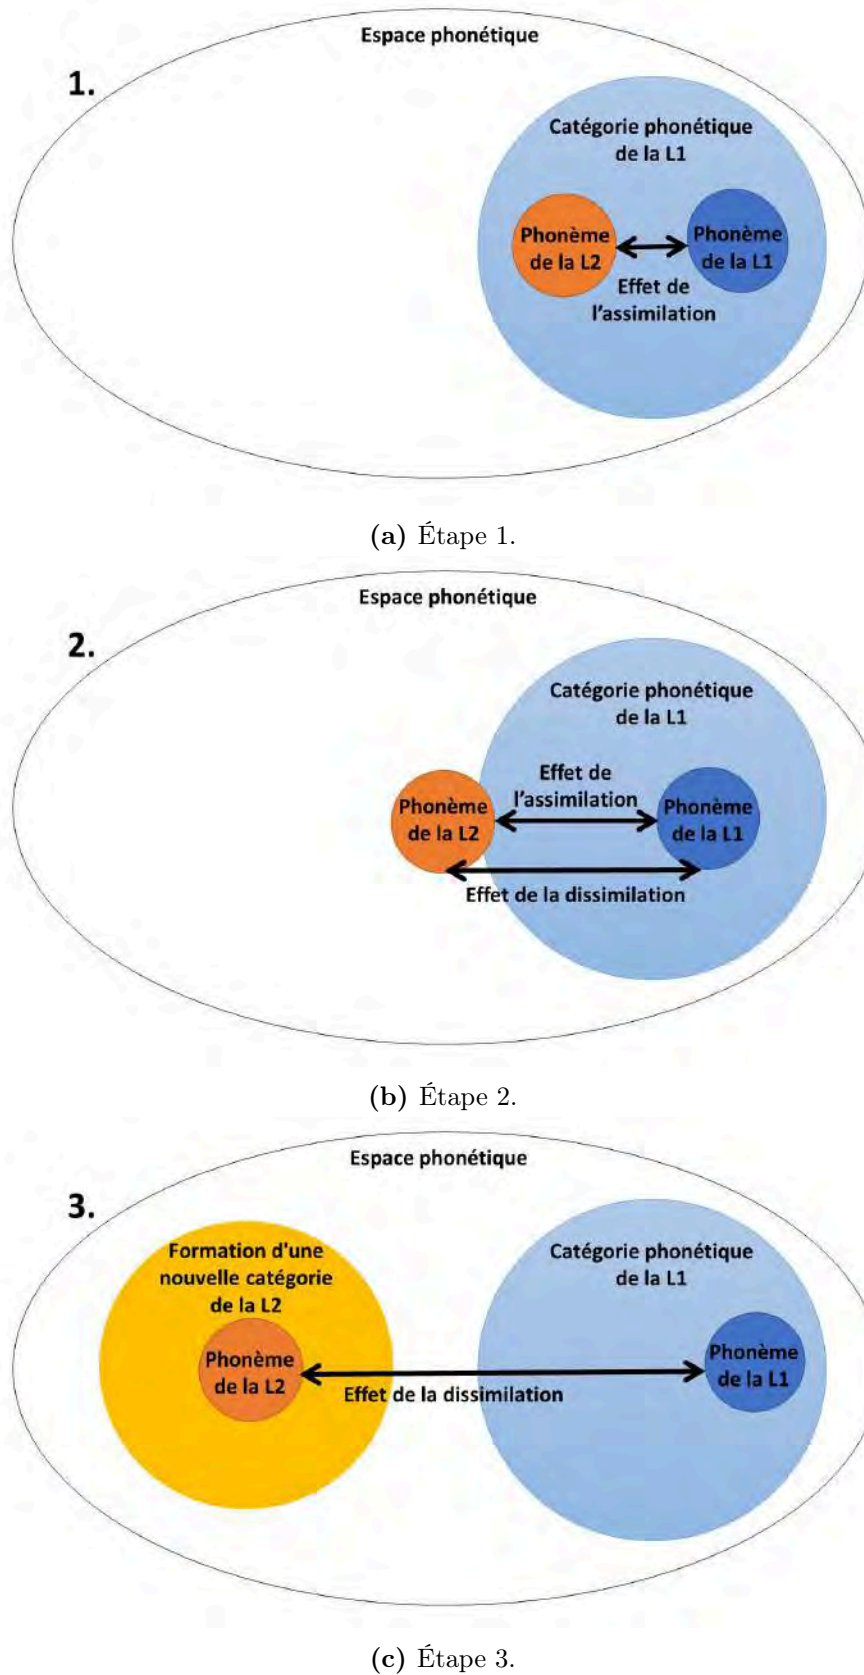 Espace phonétique
1.
Catégorie phonétique
de la L1
Phonème
de la L2
Phonème
de la L1
Effet de
l'assimilation
(a) Étape 1.
Espace phonétique
2.
Catégorie phonétique
de la L1
Effet de
l'assimilation
Phonème
de la L2
Phonème
de la L1
Effet de la dissimilation
(b) Étape 2.
Espace phonétique
3.
Formation d'une
nouvelle catégorie
de la L2
Catégorie phonétique
de la L1
Phonème
de la L2
Phonème
de la L1
Effet de la dissimilation
(c) Étape 3.